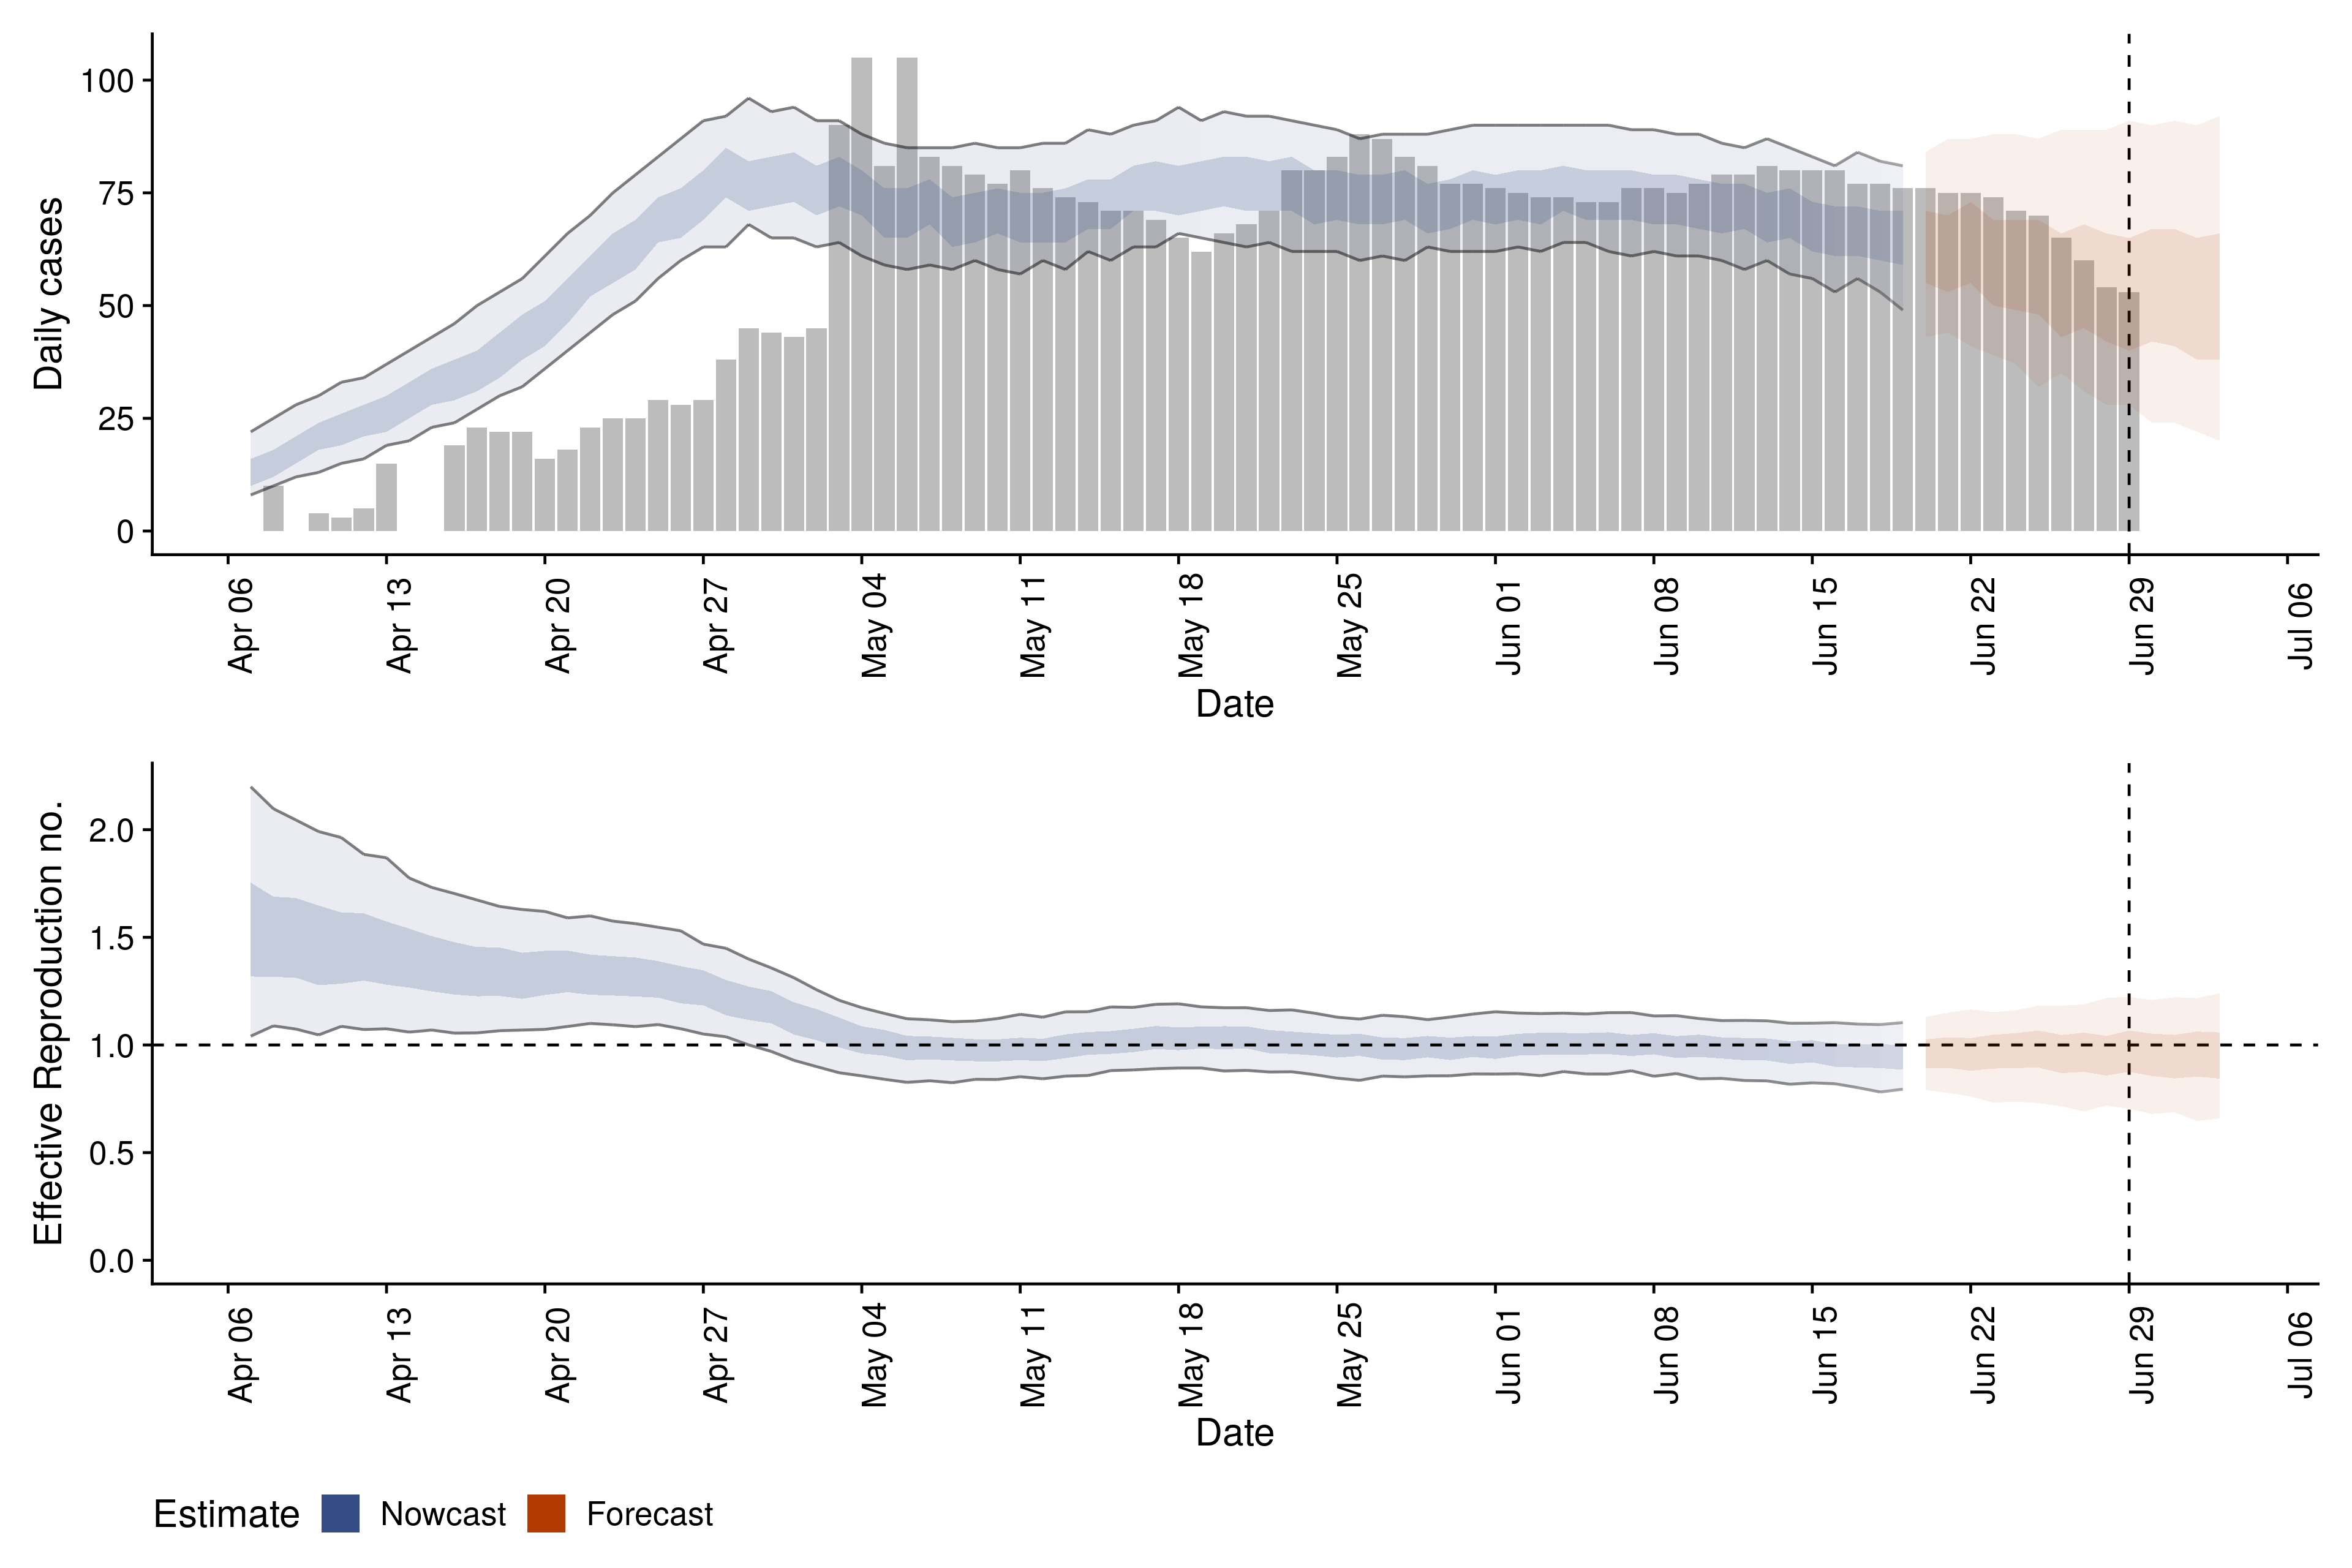 Daily cases
100
75
50
25
0
Apr 06
Apr 13
Apr 20
Apr 27
May 04
May 11
May 18
May 25
Jun 01
Jun 08
Jun 15
Jun 22
Jun 29
Jul 06
Date
Effective Reproduction no.
2.0
1.5
1.0
0.5
0.0
Apr 06
Apr 13
Apr 20
Apr 27
May 04
May 11
May 18
May 25
Jun 01
Jun 08
Jun 15
Jun 22
Jun 29
Jul 06
Date
Estimate Nowcast Forecast